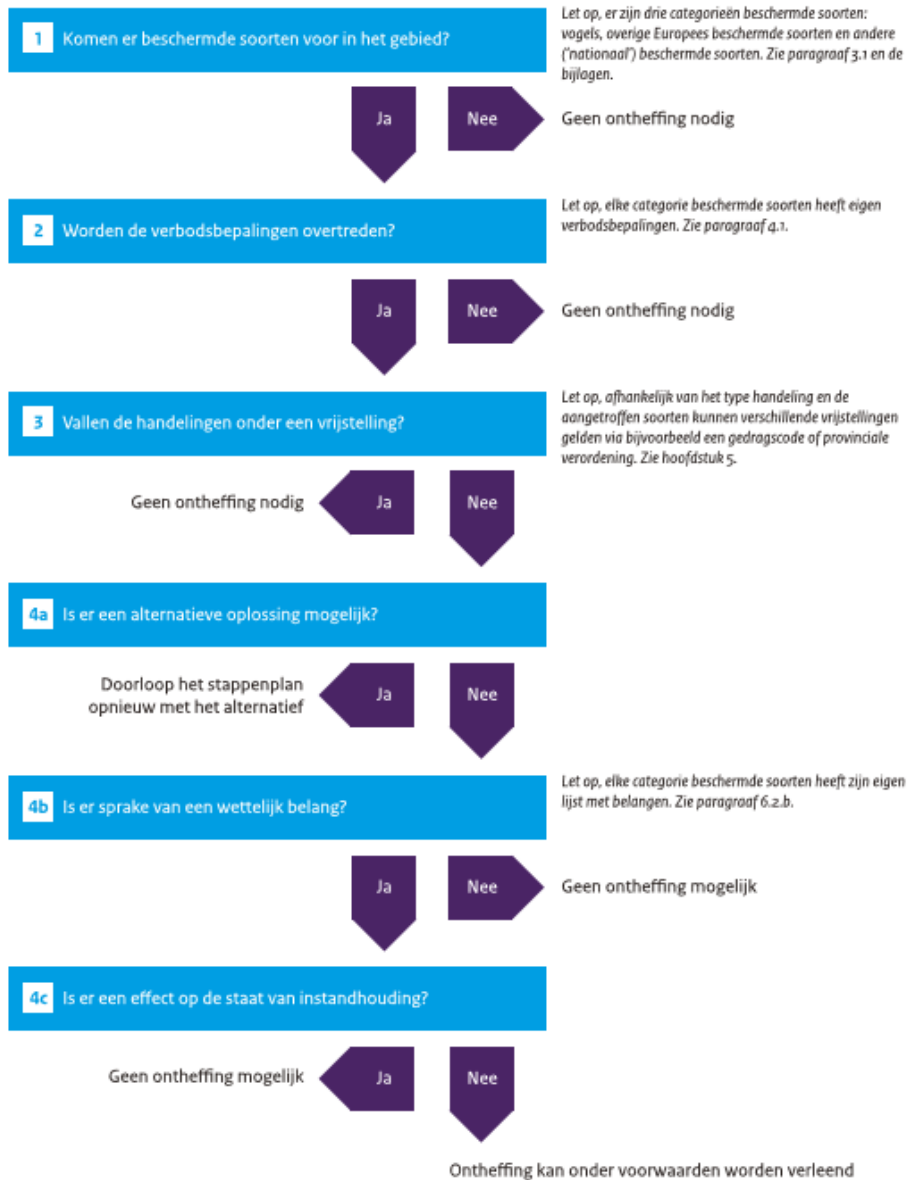 1 Komen er beschermde soorten voor in het gebied?
Let op, er zijn drie categorieën beschermde soorten:
vogels, overige Europees beschermde soorten en andere
('nationaal') beschermde soorten. Zie paragraaf 3.1 en de
bijlagen.
Ja
Nee
Geen ontheffing nodig
2 Worden de verbodsbepalingen overtreden?
Let op, elke categorie beschermde soorten heeft eigen
verbodsbepalingen. Zie paragraaf 4.1.
Ja
Nee
Geen ontheffing nodig
3 Vallen de handelingen onder een vrijstelling?
Let op, afhankelijk van het type handeling en de
aangetroffen soorten kunnen verschillende vrijstellingen
gelden via bijvoorbeeld een gedragscode of provinciale
verordening. Zie hoofdstuk 5.
Geen ontheffing nodig
Ja
Nee
4a Is er een alternatieve oplossing mogelijk?
Doorloop het stappenplan
opnieuw met het alternatief
Ja
Nee
4b Is er sprake van een wettelijk belang?
Let op, elke categorie beschermde soorten heeft zijn eigen
lijst met belangen. Zie paragraaf 6.2.b.
Ja
Nee
Geen ontheffing mogelijk
4c Is er een effect op de staat van instandhouding?
Geen ontheffing mogelijk
Ja
Nee
Ontheffing kan onder voorwaarden worden verleend